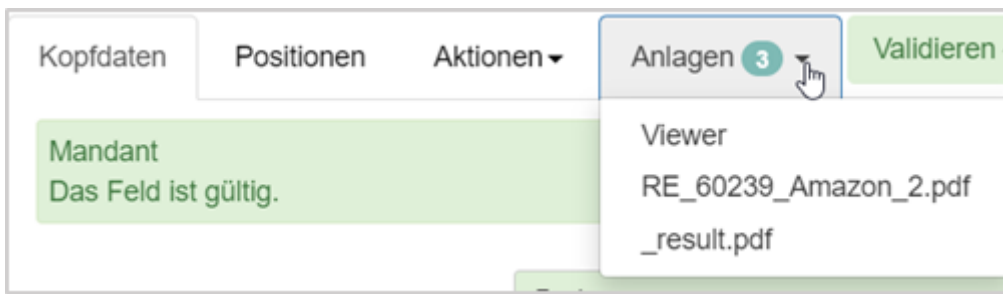 Kopfdaten Positionen Aktionen Anlagen 3 Validieren
Mandant
Das Feld ist gültig.
Viewer
RE_60239_Amazon_2.pdf
_result.pdf